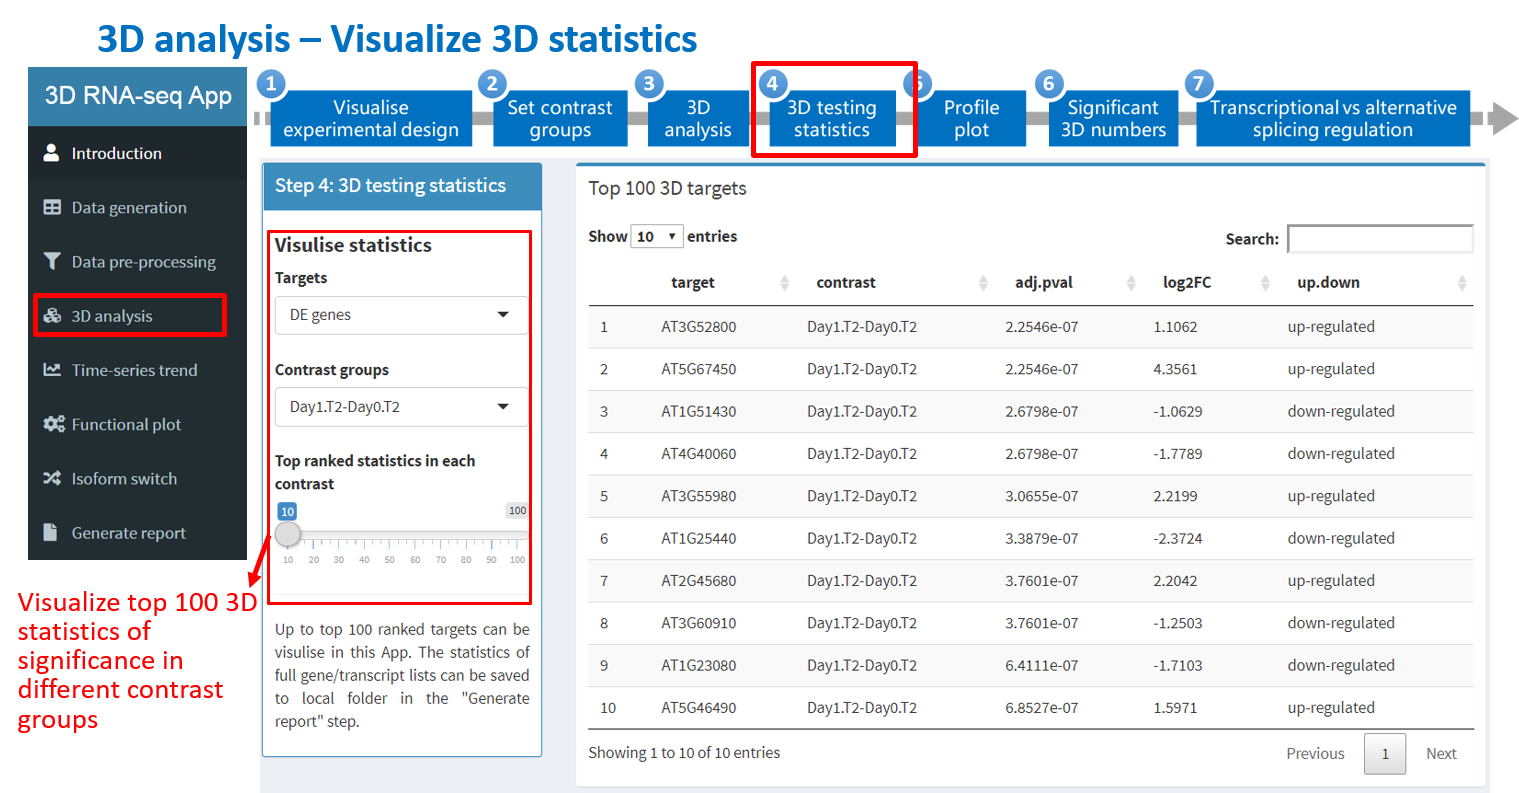 3D analysis – Visualize 3D statistics
3D RNA-seq App
Introduction
Data generation
Data pre-processing
3D analysis
Time-series trend
Functional plot
Isoform switch
Generate report
1
Visualise
experimental design
2
Set contrast
groups
3
3D
analysis
4
3D testing
statistics
5
Profile
plot
6
Significant
3D numbers
7
Transcriptional vs alternative
splicing regulation
Step 4: 3D testing statistics
Visulise statistics
Targets
DE genes
Contrast groups
Day1.T2-Day0.T2
Top ranked statistics in each
contrast
10 100
10 20 30 40 50 60 70 80 90 100
Up to top 100 ranked targets can be
visulise in this App. The statistics of
full gene/transcript lists can be saved
to local folder in the "Generate
report" step.
Visualize top 100 3D
statistics of
significance in
different contrast
groups
Top 100 3D targets
Show 10 entries
Search:
target contrast adj.pval log2FC up.down
1 AT3G52800 Day1.T2-Day0.T2 2.2546e-07 1.1062 up-regulated
2 AT5G67450 Day1.T2-Day0.T2 2.2546e-07 4.3561 up-regulated
3 AT1G51430 Day1.T2-Day0.T2 2.6798e-07 -1.0629 down-regulated
4 AT4G40060 Day1.T2-Day0.T2 2.6798e-07 -1.7789 down-regulated
5 AT3G55980 Day1.T2-Day0.T2 3.0655e-07 2.2199 up-regulated
6 AT1G25440 Day1.T2-Day0.T2 3.3879e-07 -2.3724 down-regulated
7 AT2G45680 Day1.T2-Day0.T2 3.7601e-07 2.2042 up-regulated
8 AT3G60910 Day1.T2-Day0.T2 3.7601e-07 -1.2503 down-regulated
9 AT1G23080 Day1.T2-Day0.T2 6.4111e-07 -1.7103 down-regulated
10 AT5G46490 Day1.T2-Day0.T2 6.8527e-07 1.5971 up-regulated
Showing 1 to 10 of 10 entries
Previous 1 Next